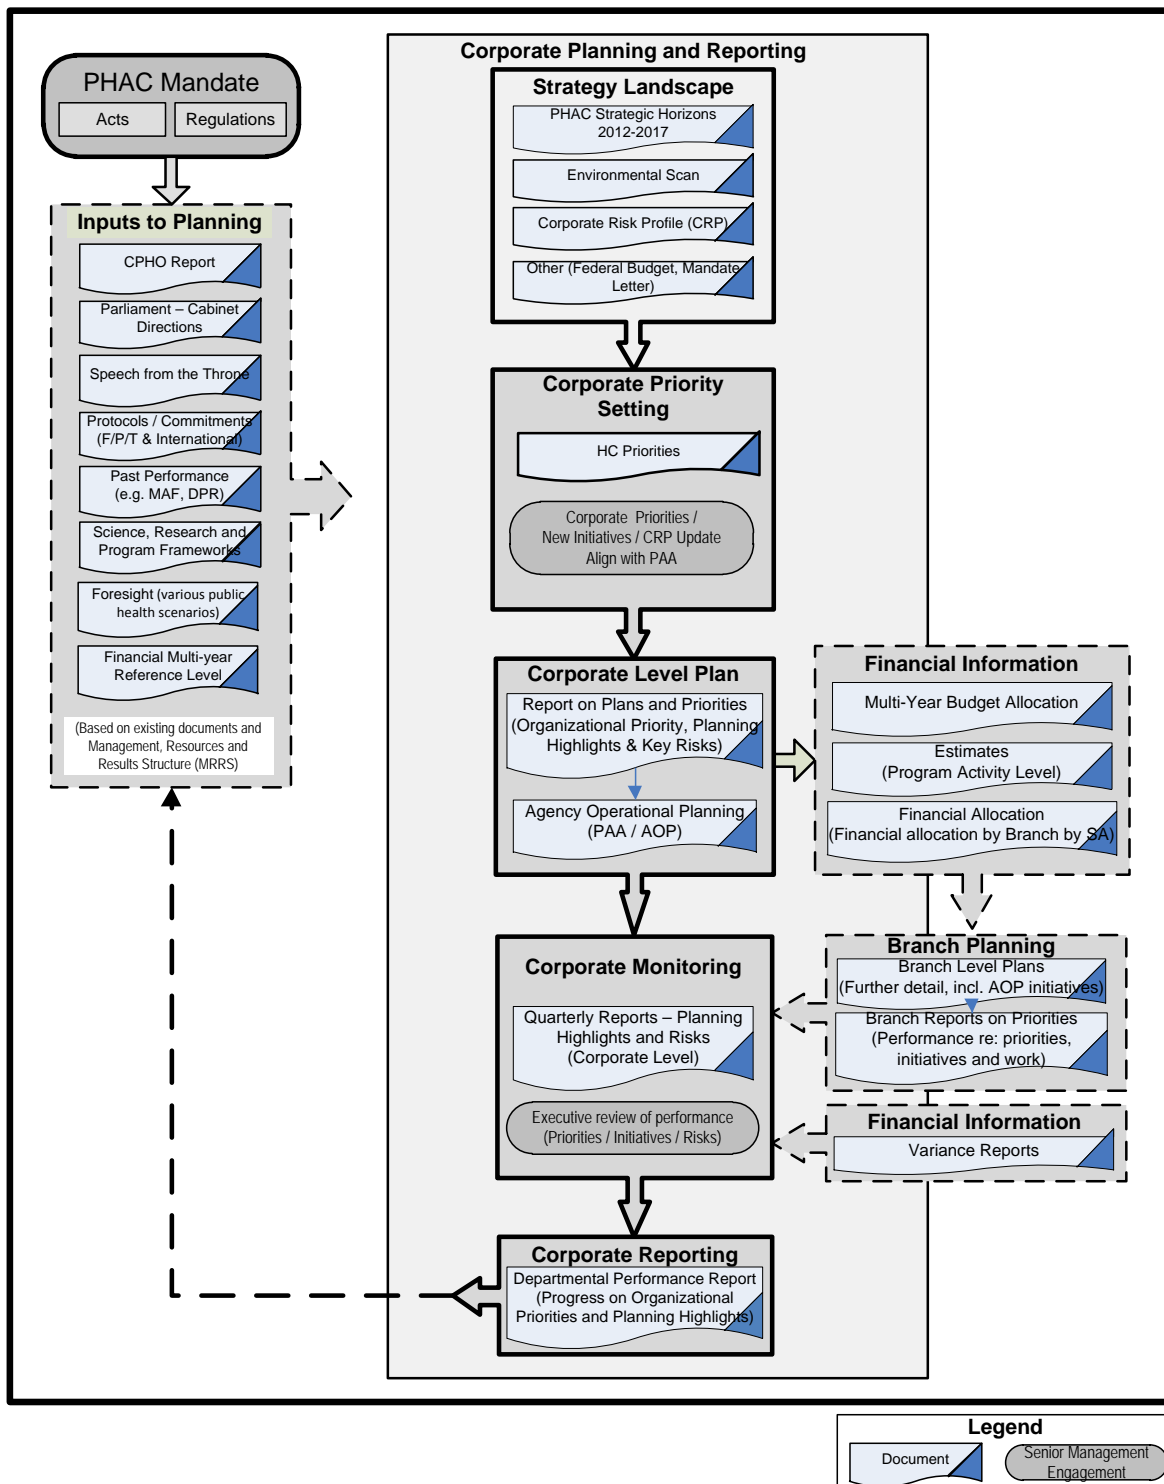 PHAC Mandate
Acts
Regulations
Inputs to Planning
CPHO Report
Parliament – Cabinet
Directions
Speech from the Throne
Protocols / Commitments
(F/P/T & International)
Past Performance
(e.g. MAF, DPR)
Science, Research and
Program Frameworks
Foresight (various public
health scenarios)
Financial Multi-year
Reference Level
(Based on existing documents and
Management, Resources and
Results Structure (MRRS)
Corporate Planning and Reporting
Strategy Landscape
PHAC Strategic Horizons
2012-2017
Environmental Scan
Corporate Risk Profile (CRP)
Other (Federal Budget, Mandate
Letter)
Corporate Priority
Setting
HC Priorities
Corporate Priorities /
New Initiatives / CRP Update
Align with PAA
Corporate Level Plan
Report on Plans and Priorities
(Organizational Priority, Planning
Highlights & Key Risks)
Agency Operational Planning
(PAA / AOP)
Financial Information
Multi-Year Budget Allocation
Estimates
(Program Activity Level)
Financial Allocation
(Financial allocation by Branch by SA)
Corporate Monitoring
Quarterly Reports – Planning
Highlights and Risks
(Corporate Level)
Executive review of performance
(Priorities / Initiatives / Risks)
Branch Planning
Branch Level Plans
(Further detail, incl. AOP initiatives)
Branch Reports on Priorities
(Performance re: priorities,
initiatives and work)
Financial Information
Variance Reports
Corporate Reporting
Departmental Performance Report
(Progress on Organizational
Priorities and Planning Highlights)
Legend
Document
Senior Management
Engagement